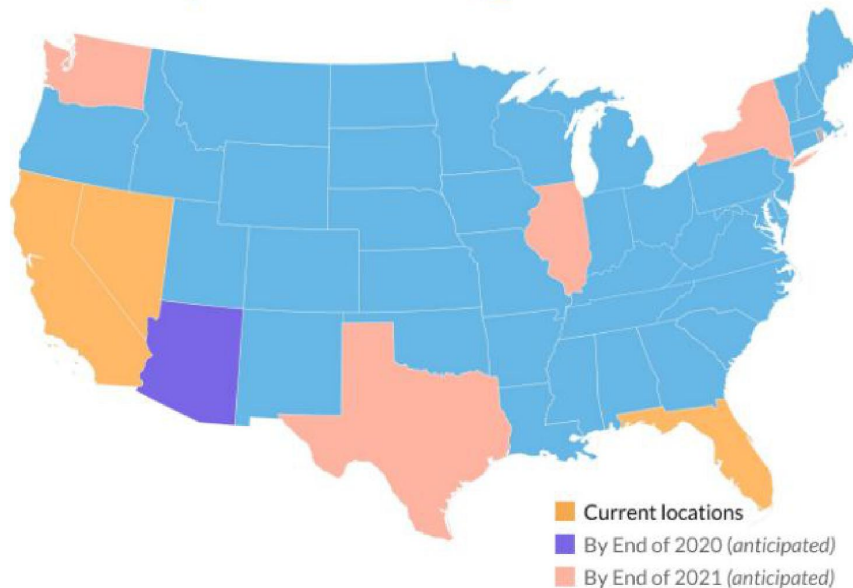 Current locations
By End of 2020 (anticipated)
By End of 2021 (anticipated)